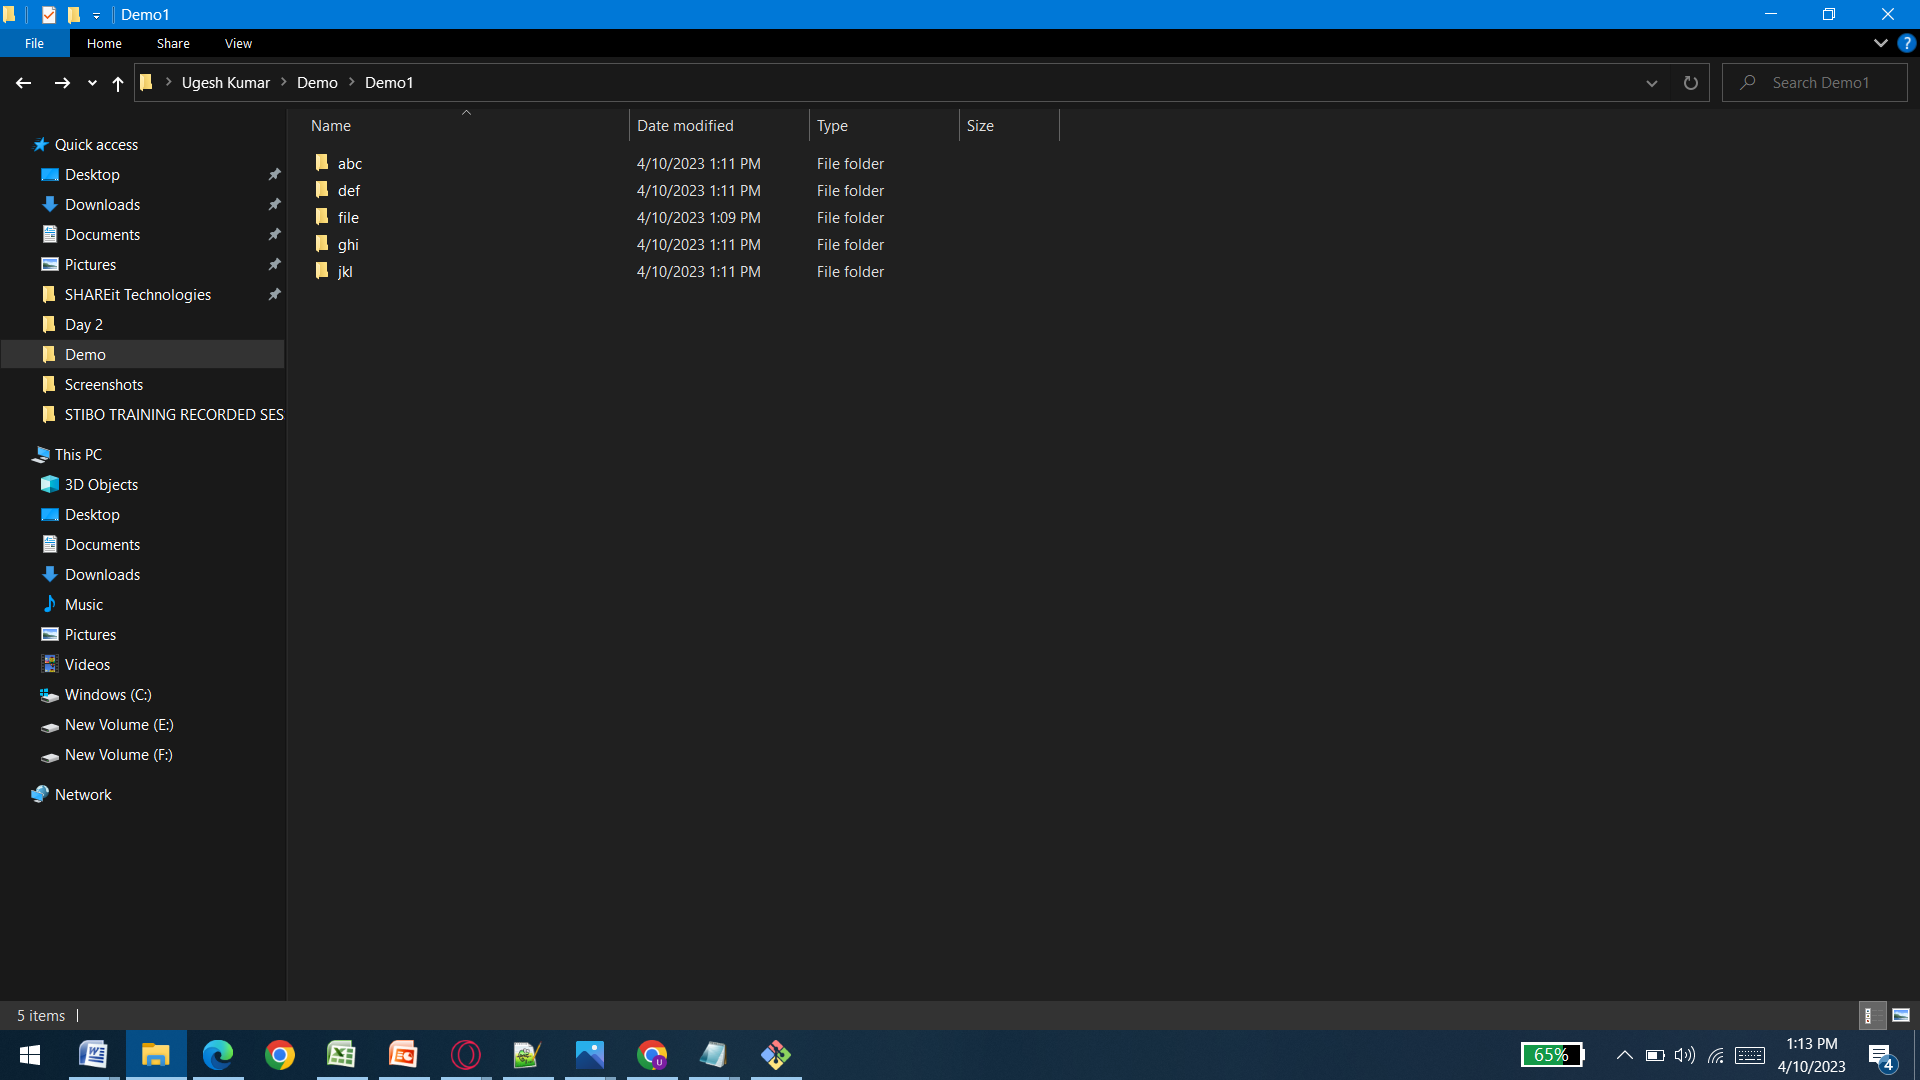 Demo1
File Home Share View
Ugesh Kumar Demo Demo1
Search Demo1
Name Date modified Type Size
abc 4/10/2023 1:11 PM File folder
def 4/10/2023 1:11 PM File folder
file 4/10/2023 1:09 PM File folder
ghi 4/10/2023 1:11 PM File folder
jkl 4/10/2023 1:11 PM File folder
Quick access
Desktop
Downloads
Documents
Pictures
SHAREit Technologies
Day 2
Demo
Screenshots
STIBO TRAINING RECORDED SES
This PC
3D Objects
Desktop
Documents
Downloads
Music
Pictures
Videos
Windows (C:)
New Volume (E:)
New Volume (F:)
Network
5 items
65%
1:13 PM
4/10/2023
4